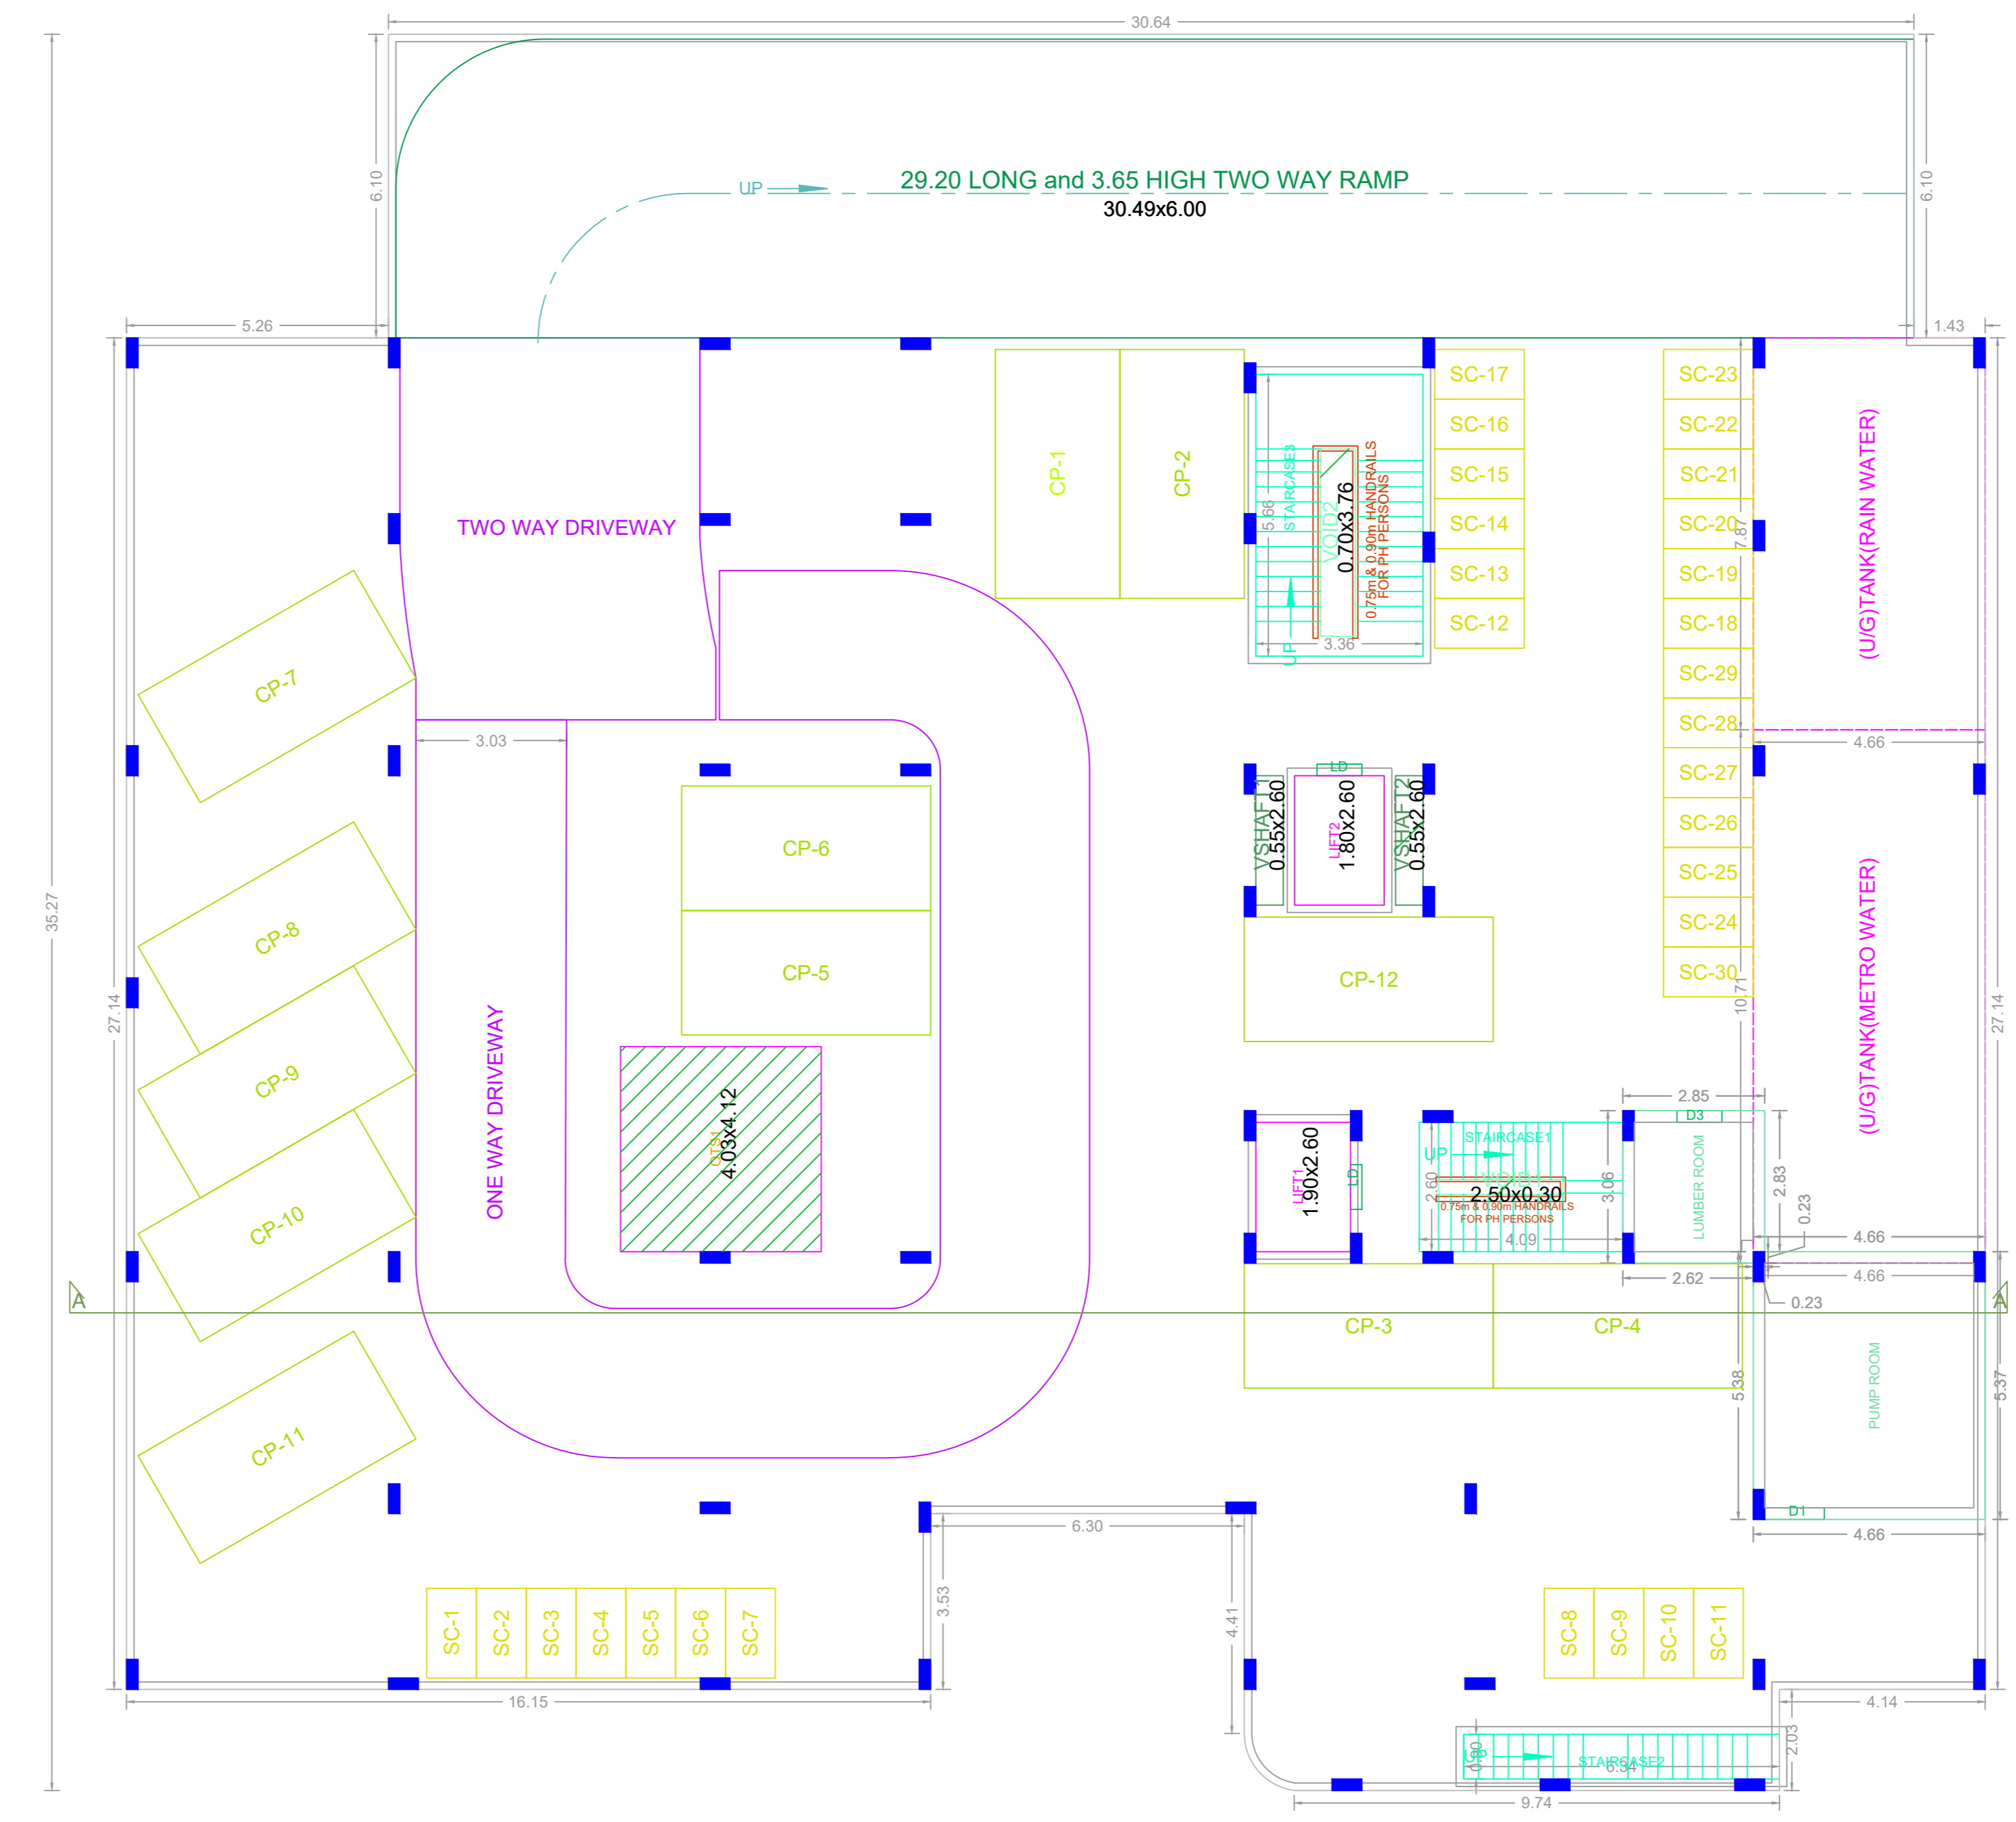 30.64
6.10
UP
29.20 LONG and 3.65 HIGH TWO WAY RAMP
30.49x6.00
6.10
5.26
1.43
TWO WAY DRIVEWAY
CP-1
CP-2
STAIRCASE3
5.66
VOID2
0.70x3.76
0.75m & 0.90m HANDRAILS
FOR PH PERSONS
UP
3.36
SC-17
SC-16
SC-15
SC-14
SC-13
SC-12
SC-23
SC-22
SC-21
SC-20
SC-19
SC-18
SC-29
SC-28
SC-27
SC-26
SC-25
SC-24
SC-30
7.87
(U/G)TANK(RAIN WATER)
4.66
10.71
(U/G)TANK(METRO WATER)
27.14
35.27
27.14
CP-7
CP-8
CP-9
CP-10
CP-11
3.03
ONE WAY DRIVEWAY
CP-6
CP-5
OTS1
4.03x4.12
LD
VSHAFT1
0.55x2.60
LIFT2
1.80x2.60
VSHAFT2
0.55x2.60
CP-12
LIFT1
1.90x2.60
LD
STAIRCASE1
UP
2.60
VOID1
2.50x0.30
0.75m & 0.90m HANDRAILS
FOR PH PERSONS
4.09
3.06
2.85
D3
LUMBER ROOM
2.83
0.23
4.66
4.66
2.62
0.23
A
A
CP-3
CP-4
5.38
PUMP ROOM
5.37
D1
4.66
6.30
3.53
4.41
SC-1
SC-2
SC-3
SC-4
SC-5
SC-6
SC-7
SC-8
SC-9
SC-10
SC-11
16.15
4.14
2.03
0.90
UP
STAIRCASE2
6.34
9.74